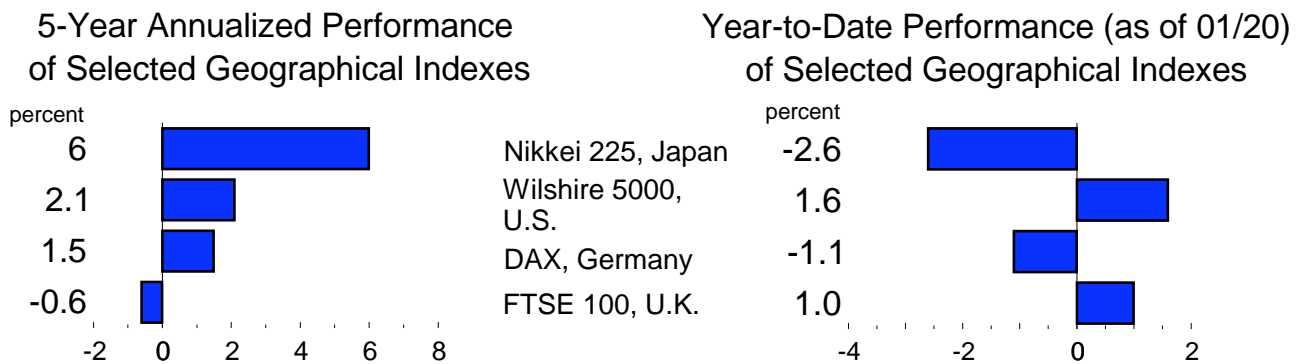 5-Year Annualized Performance
of Selected Geographical Indexes
percent
6
2.1
1.5
-0.6
-2 0 2 4 6 8
Nikkei 225, Japan
Wilshire 5000,
U.S.
DAX, Germany
FTSE 100, U.K.
Year-to-Date Performance (as of 01/20)
of Selected Geographical Indexes
percent
-2.6
1.6
-1.1
1.0
-4 -2 0 2